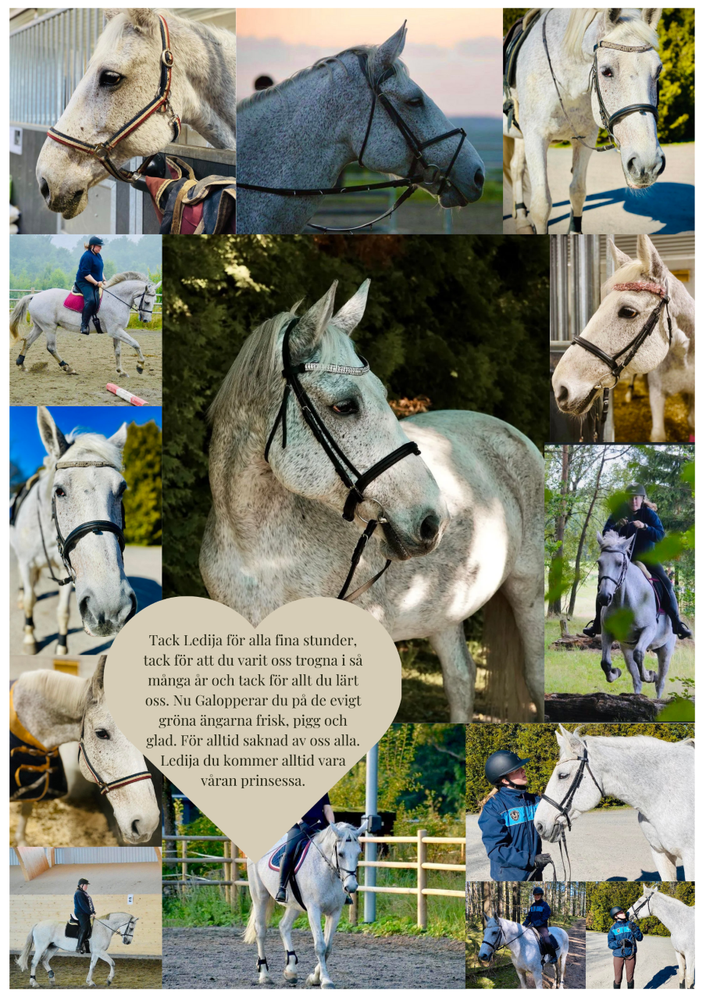 Tack Ledija för alla fina stunder,
tack för att du varit oss trogna i så
många år och tack för allt du lärt
oss. Nu Galopperar du på de evigt
gröna ängarna frisk, pigg och
glad. För alltid saknad av oss alla.
Ledija du kommer alltid vara
våran prinsessa.